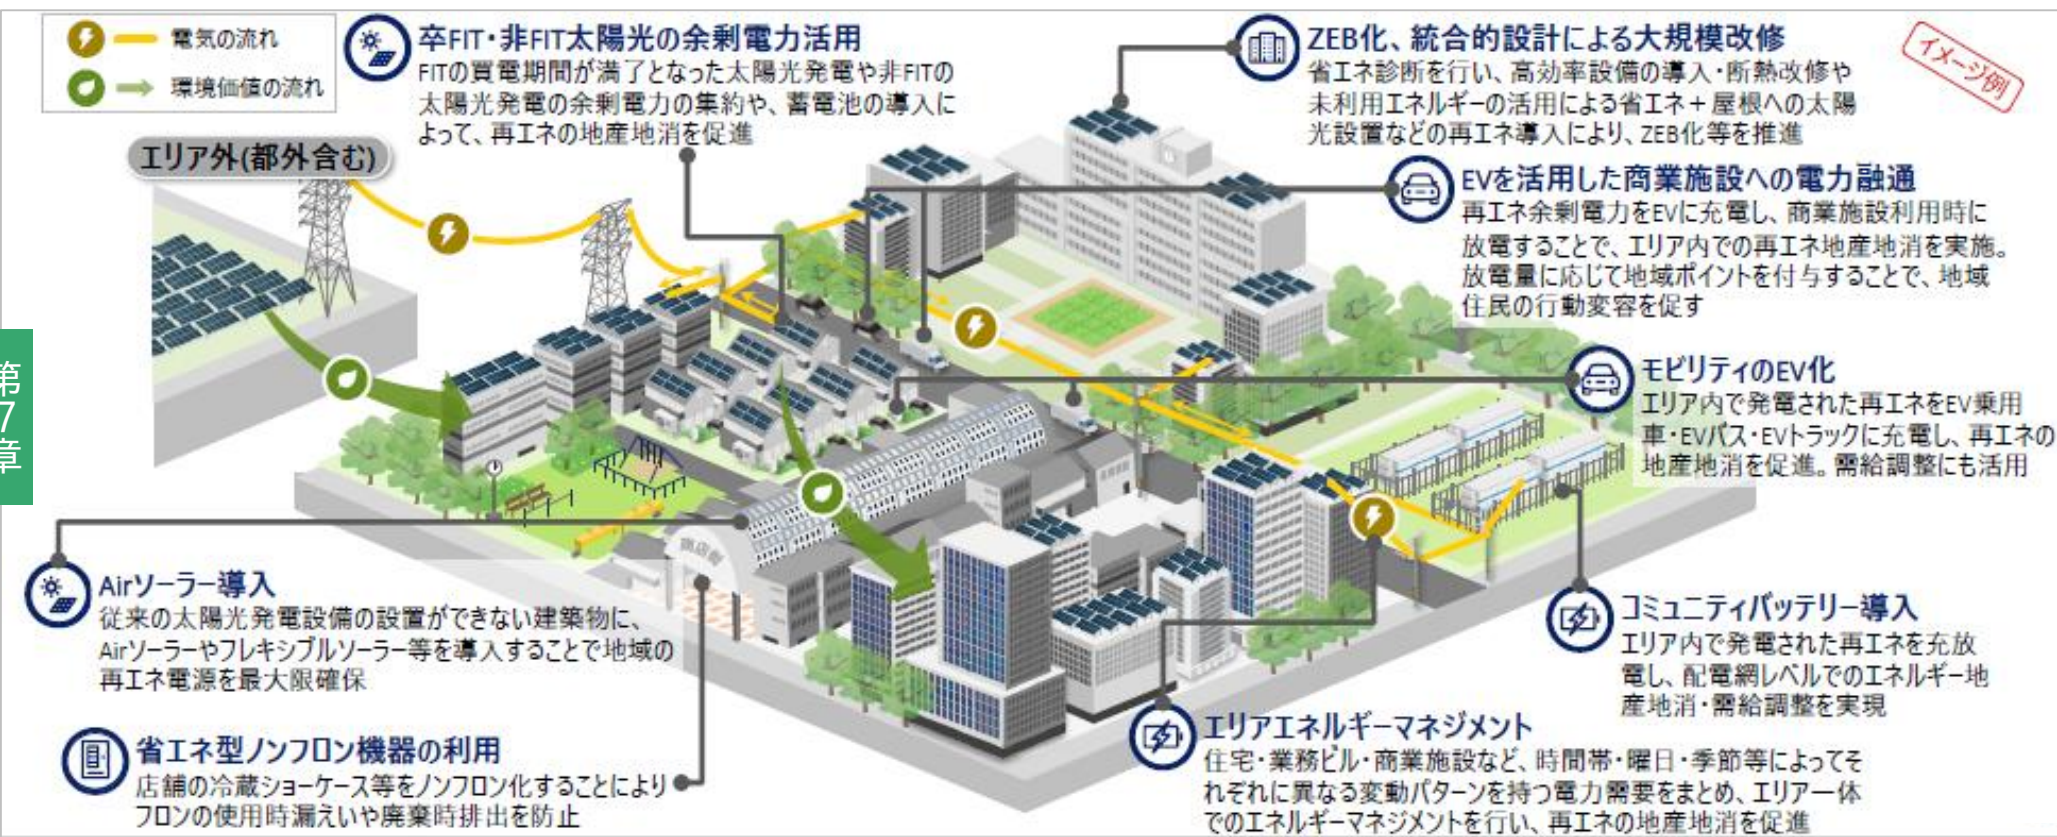 電気の流れ
環境価値の流れ
卒FIT・非FIT太陽光の余剰電力活用
FITの買電期間が満了となった太陽光発電や非FITの
太陽光発電の余剰電力の集約や、蓄電池の導入に
よって、再エネの地産地消を促進
ZEB化、統合的設計による大規模改修
省エネ診断を行い、高効率設備の導入・断熱改修や
未利用エネルギーの活用による省エネ+屋根への太陽
光設置などの再エネ導入により、ZEB化等を推進
イメージ例
エリア外(都外含む)
EVを活用した商業施設への電力融通
再エネ余剰電力をEVに充電し、商業施設利用時に
放電することで、エリア内での再エネ地産地消を実施。
放電量に応じて地域ポイントを付与することで、地域
住民の行動変容を促す
第7章
モビリティのEV化
エリア内で発電された再エネをEV乗用
車・EVバス・EVトラックに充電し、再エネの
地産地消を促進。需給調整にも活用
商店街
Airソーラー導入
従来の太陽光発電設備の設置ができない建築物に、
Airソーラーやフレキシブルソーラー等を導入することで地域の
再エネ電源を最大限確保
コミュニティバッテリー導入
エリア内で発電された再エネを充放
電し、配電網レベルでのエネルギー地
産地消・需給調整を実現
省エネ型ノンフロン機器の利用
店舗の冷蔵ショーケース等をノンフロン化することにより
フロンの使用時漏えいや廃棄時排出を防止
エリアエネルギーマネジメント
住宅・業務ビル・商業施設など、時間帯・曜日・季節等によってそ
れぞれに異なる変動パターンを持つ電力需要をまとめ、エリア一体
でのエネルギーマネジメントを行い、再エネの地産地消を促進